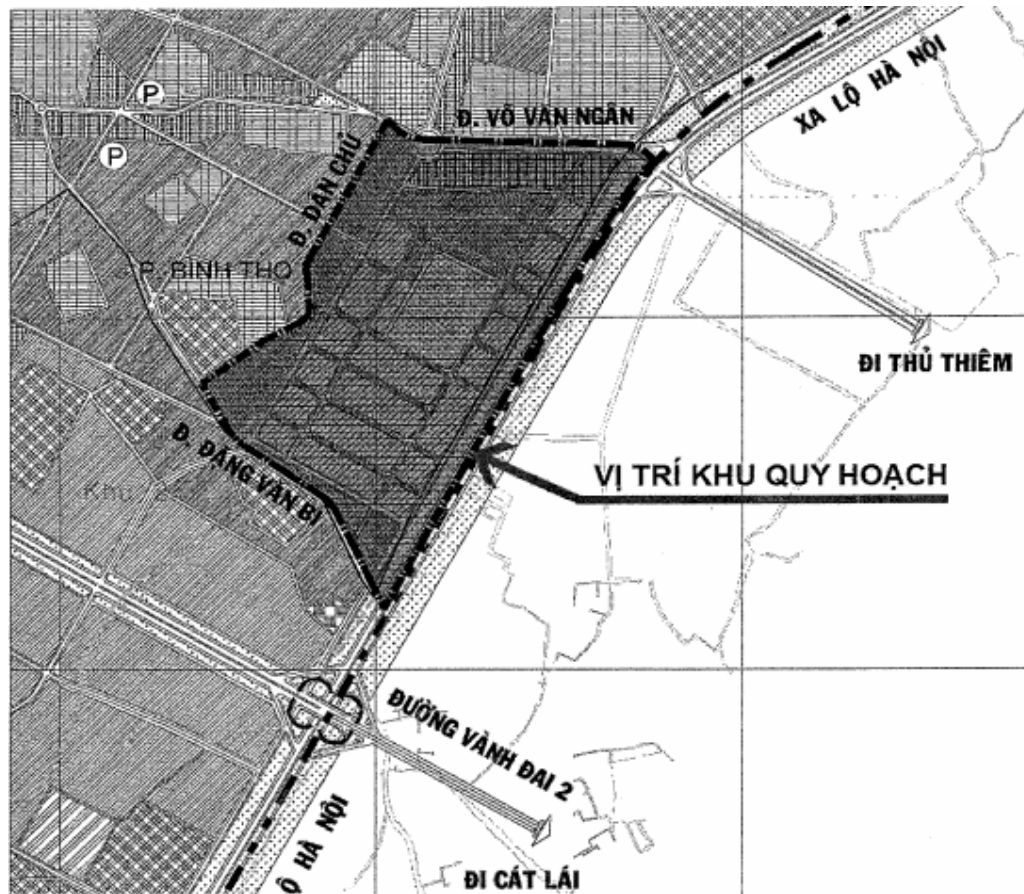 XA LỘ HÀ NỘI
P
Đ. VÕ VĂN NGÂN
P
Đ. DÂN CHỦ
P. BÌNH THỌ
ĐI THỦ THIÊM
Đ. ĐẶNG VĂN BI
VỊ TRÍ KHU QUY HOẠCH
Khu
ĐƯỜNG VÀNH ĐAI 2
Ộ HÀ NỘI
ĐI CÁT LÁI